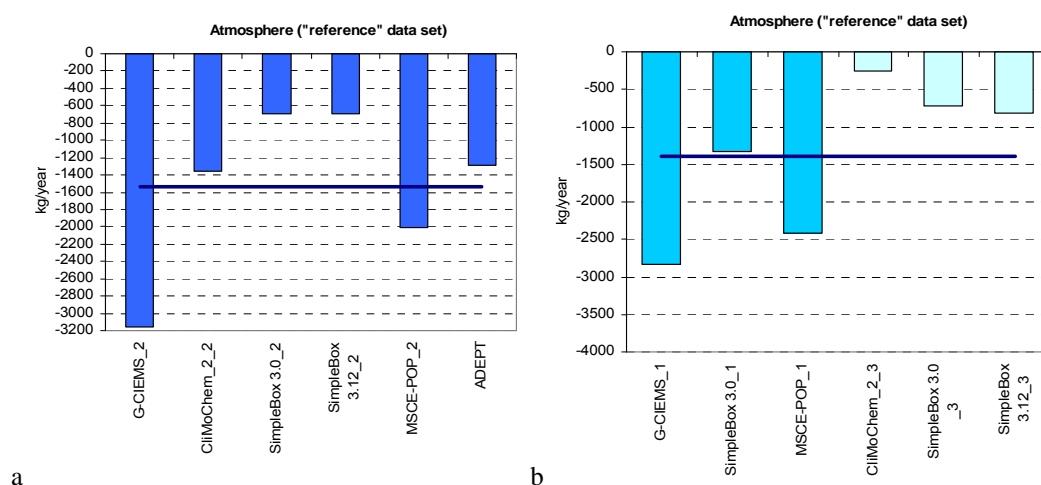 Atmosphere ("reference" data set)
0
-200
-400
-600
-800
-1000
-1200
-1400
-1600
-1800
-2000
-2200
-2400
-2600
-2800
-3000
-3200
kg/year
G-CIEMS_2
CliMoChem_2_2
SimpleBox 3.0_2
SimpleBox
3.12_2
MSCE-POP_2
ADEPT
a
Atmosphere ("reference" data set)
0
-500
-1000
-1500
-2000
-2500
-3000
-3500
-4000
kg/year
G-CIEMS_1
SimpleBox 3.0_1
MSCE-POP_1
CliMoChem_2_3
SimpleBox 3.0
_3
SimpleBox
3.12_3
b